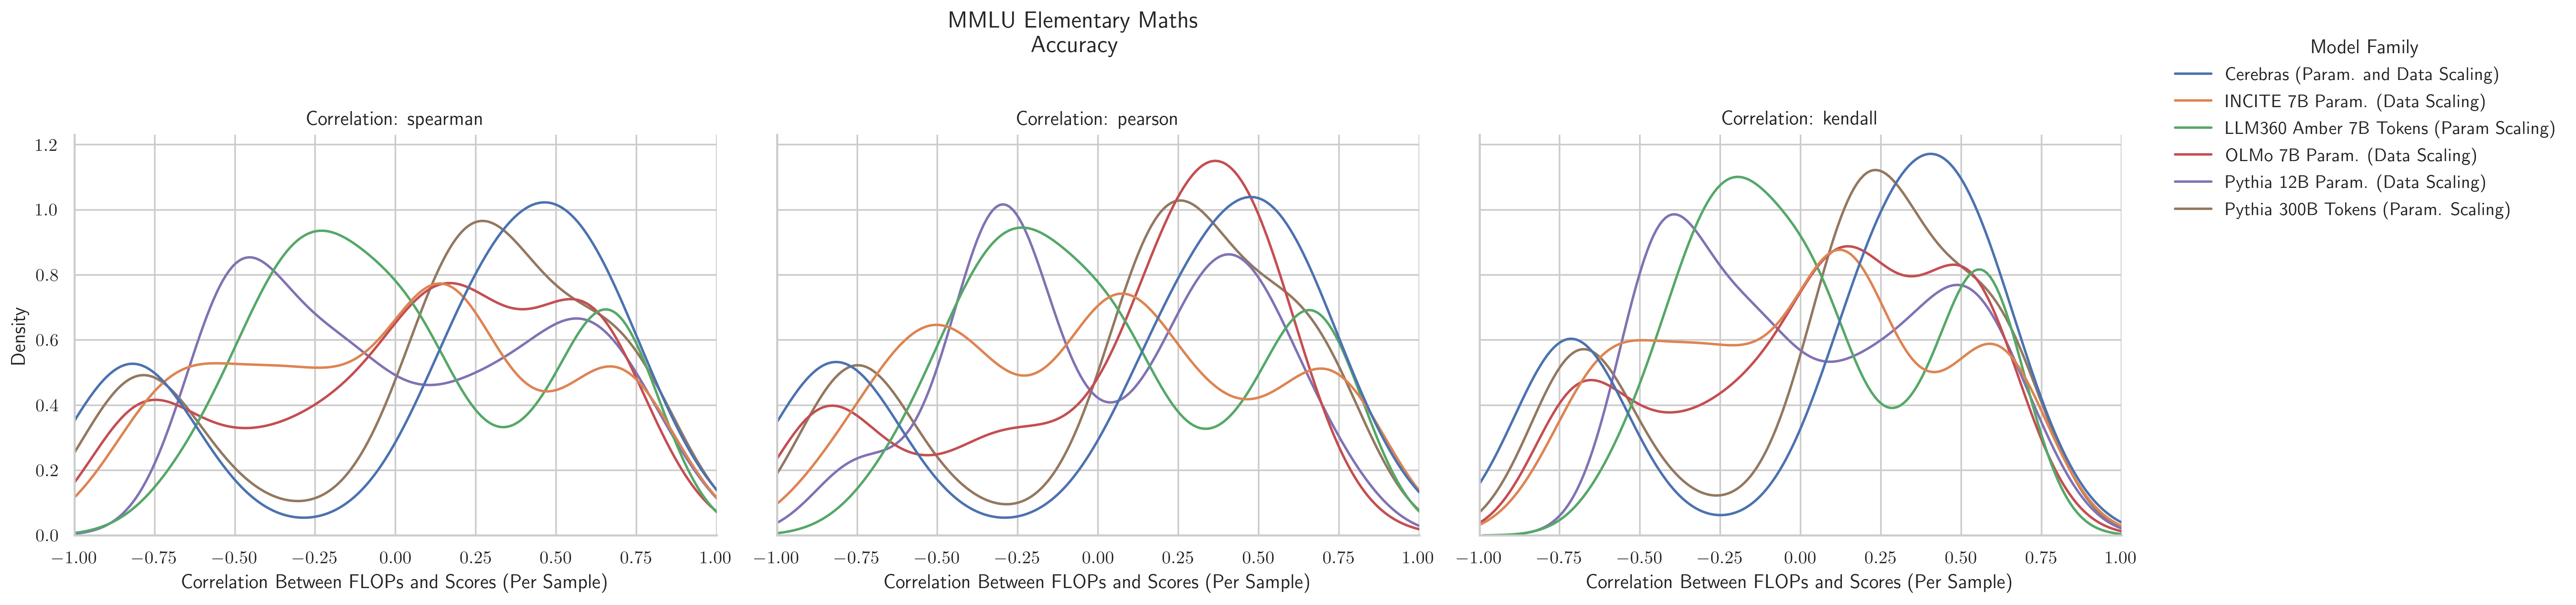 MMLU Elementary Maths
Accuracy
Model Family
Cerebras (Param. and Data Scaling)
INCITE 7B Param. (Data Scaling)
LLM360 Amber 7B Tokens (Param Scaling)
OLMo 7B Param. (Data Scaling)
Pythia 12B Param. (Data Scaling)
Pythia 300B Tokens (Param. Scaling)
Correlation: spearman
Density
1.2
1.0
0.8
0.6
0.4
0.2
0.0
−1.00 −0.75 −0.50 −0.25 0.00 0.25 0.50 0.75 1.00
Correlation Between FLOPs and Scores (Per Sample)
Correlation: pearson
−1.00 −0.75 −0.50 −0.25 0.00 0.25 0.50 0.75 1.00
Correlation Between FLOPs and Scores (Per Sample)
Correlation: kendall
−1.00 −0.75 −0.50 −0.25 0.00 0.25 0.50 0.75 1.00
Correlation Between FLOPs and Scores (Per Sample)